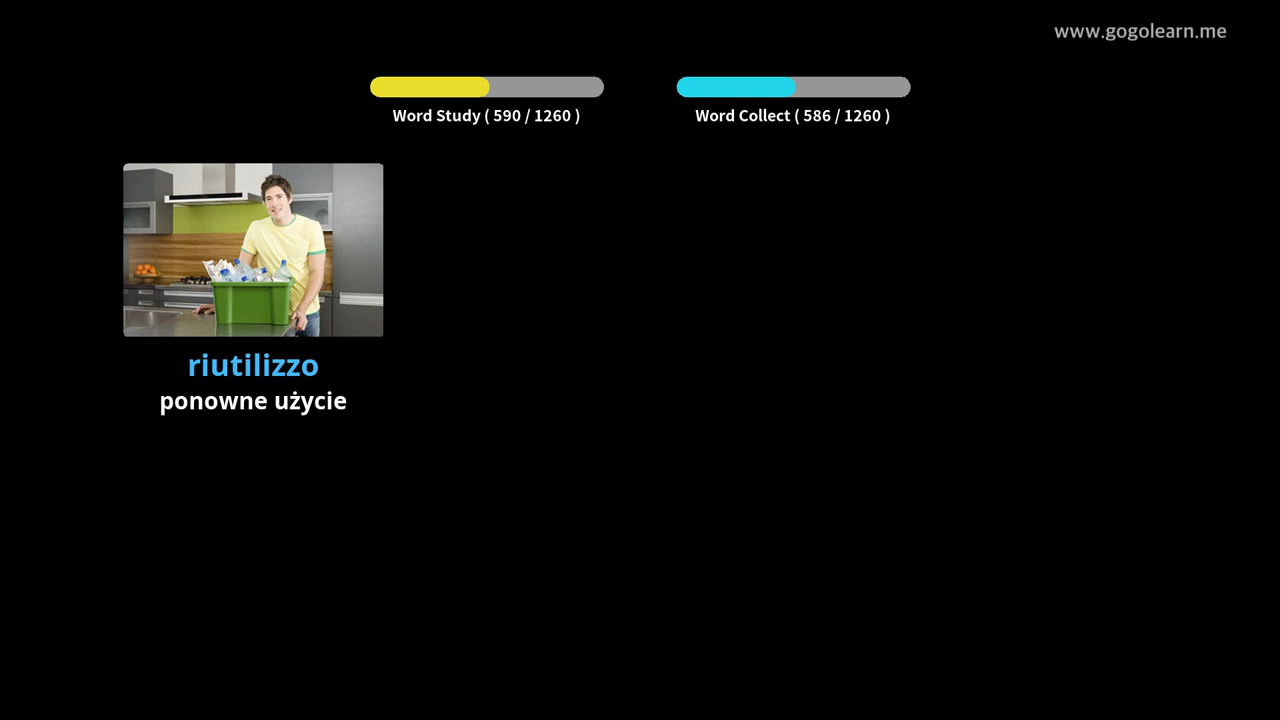 www.gogolearn.me
Word Study ( 590 / 1260 )
Word Collect ( 586 / 1260 )
riutilizzo
ponowne użycie